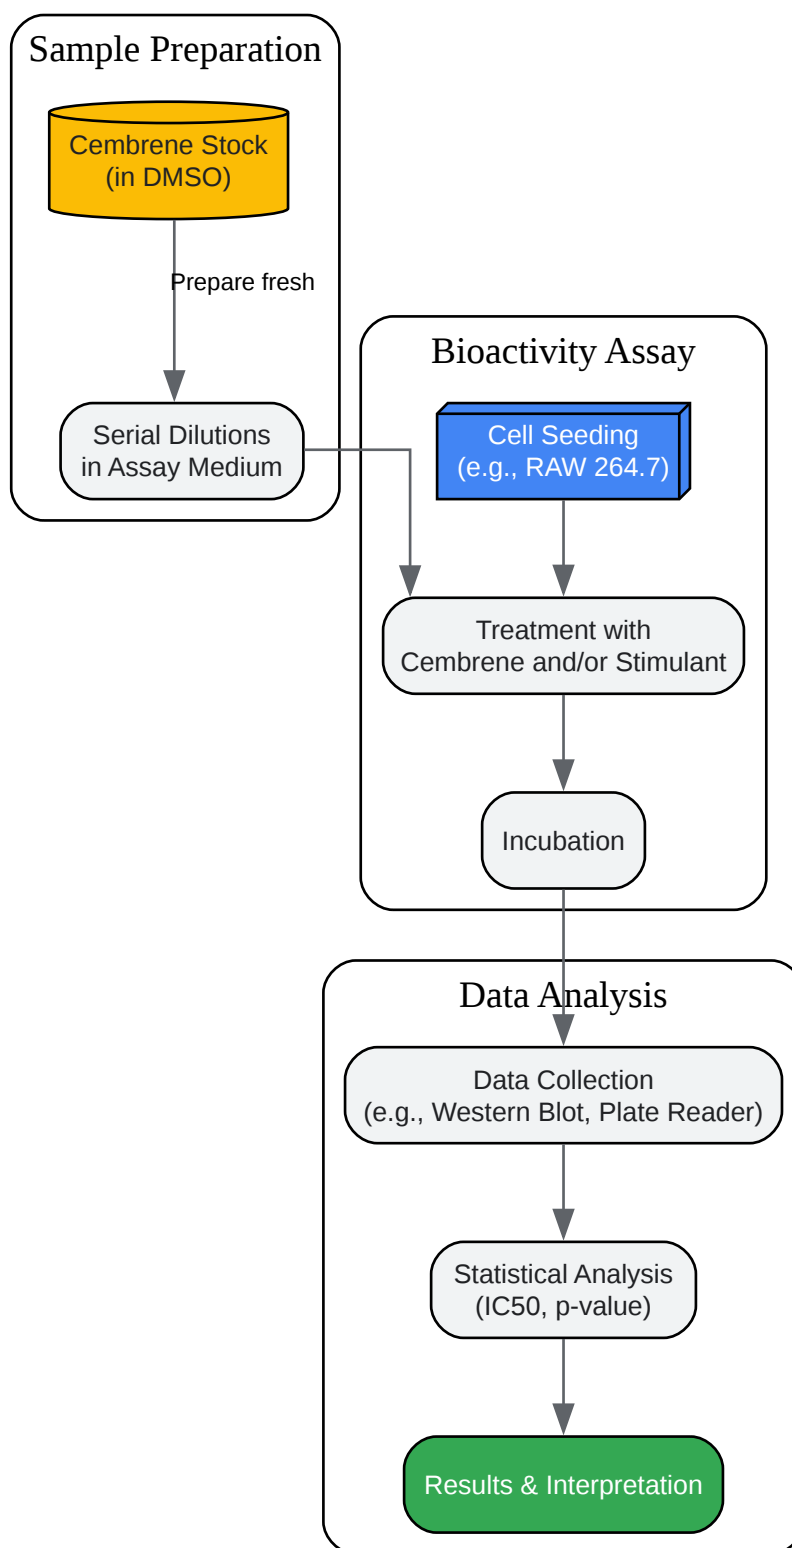 Sample Preparation
Cembrene Stock
(in DMSO)
Prepare fresh
Serial Dilutions
in Assay Medium
Bioactivity Assay
Cell Seeding
(e.g., RAW 264.7)
Treatment with
Cembrene and/or Stimulant
Incubation
Data Analysis
Data Collection
(e.g., Western Blot, Plate Reader)
Statistical Analysis
(IC50, p-value)
Results & Interpretation